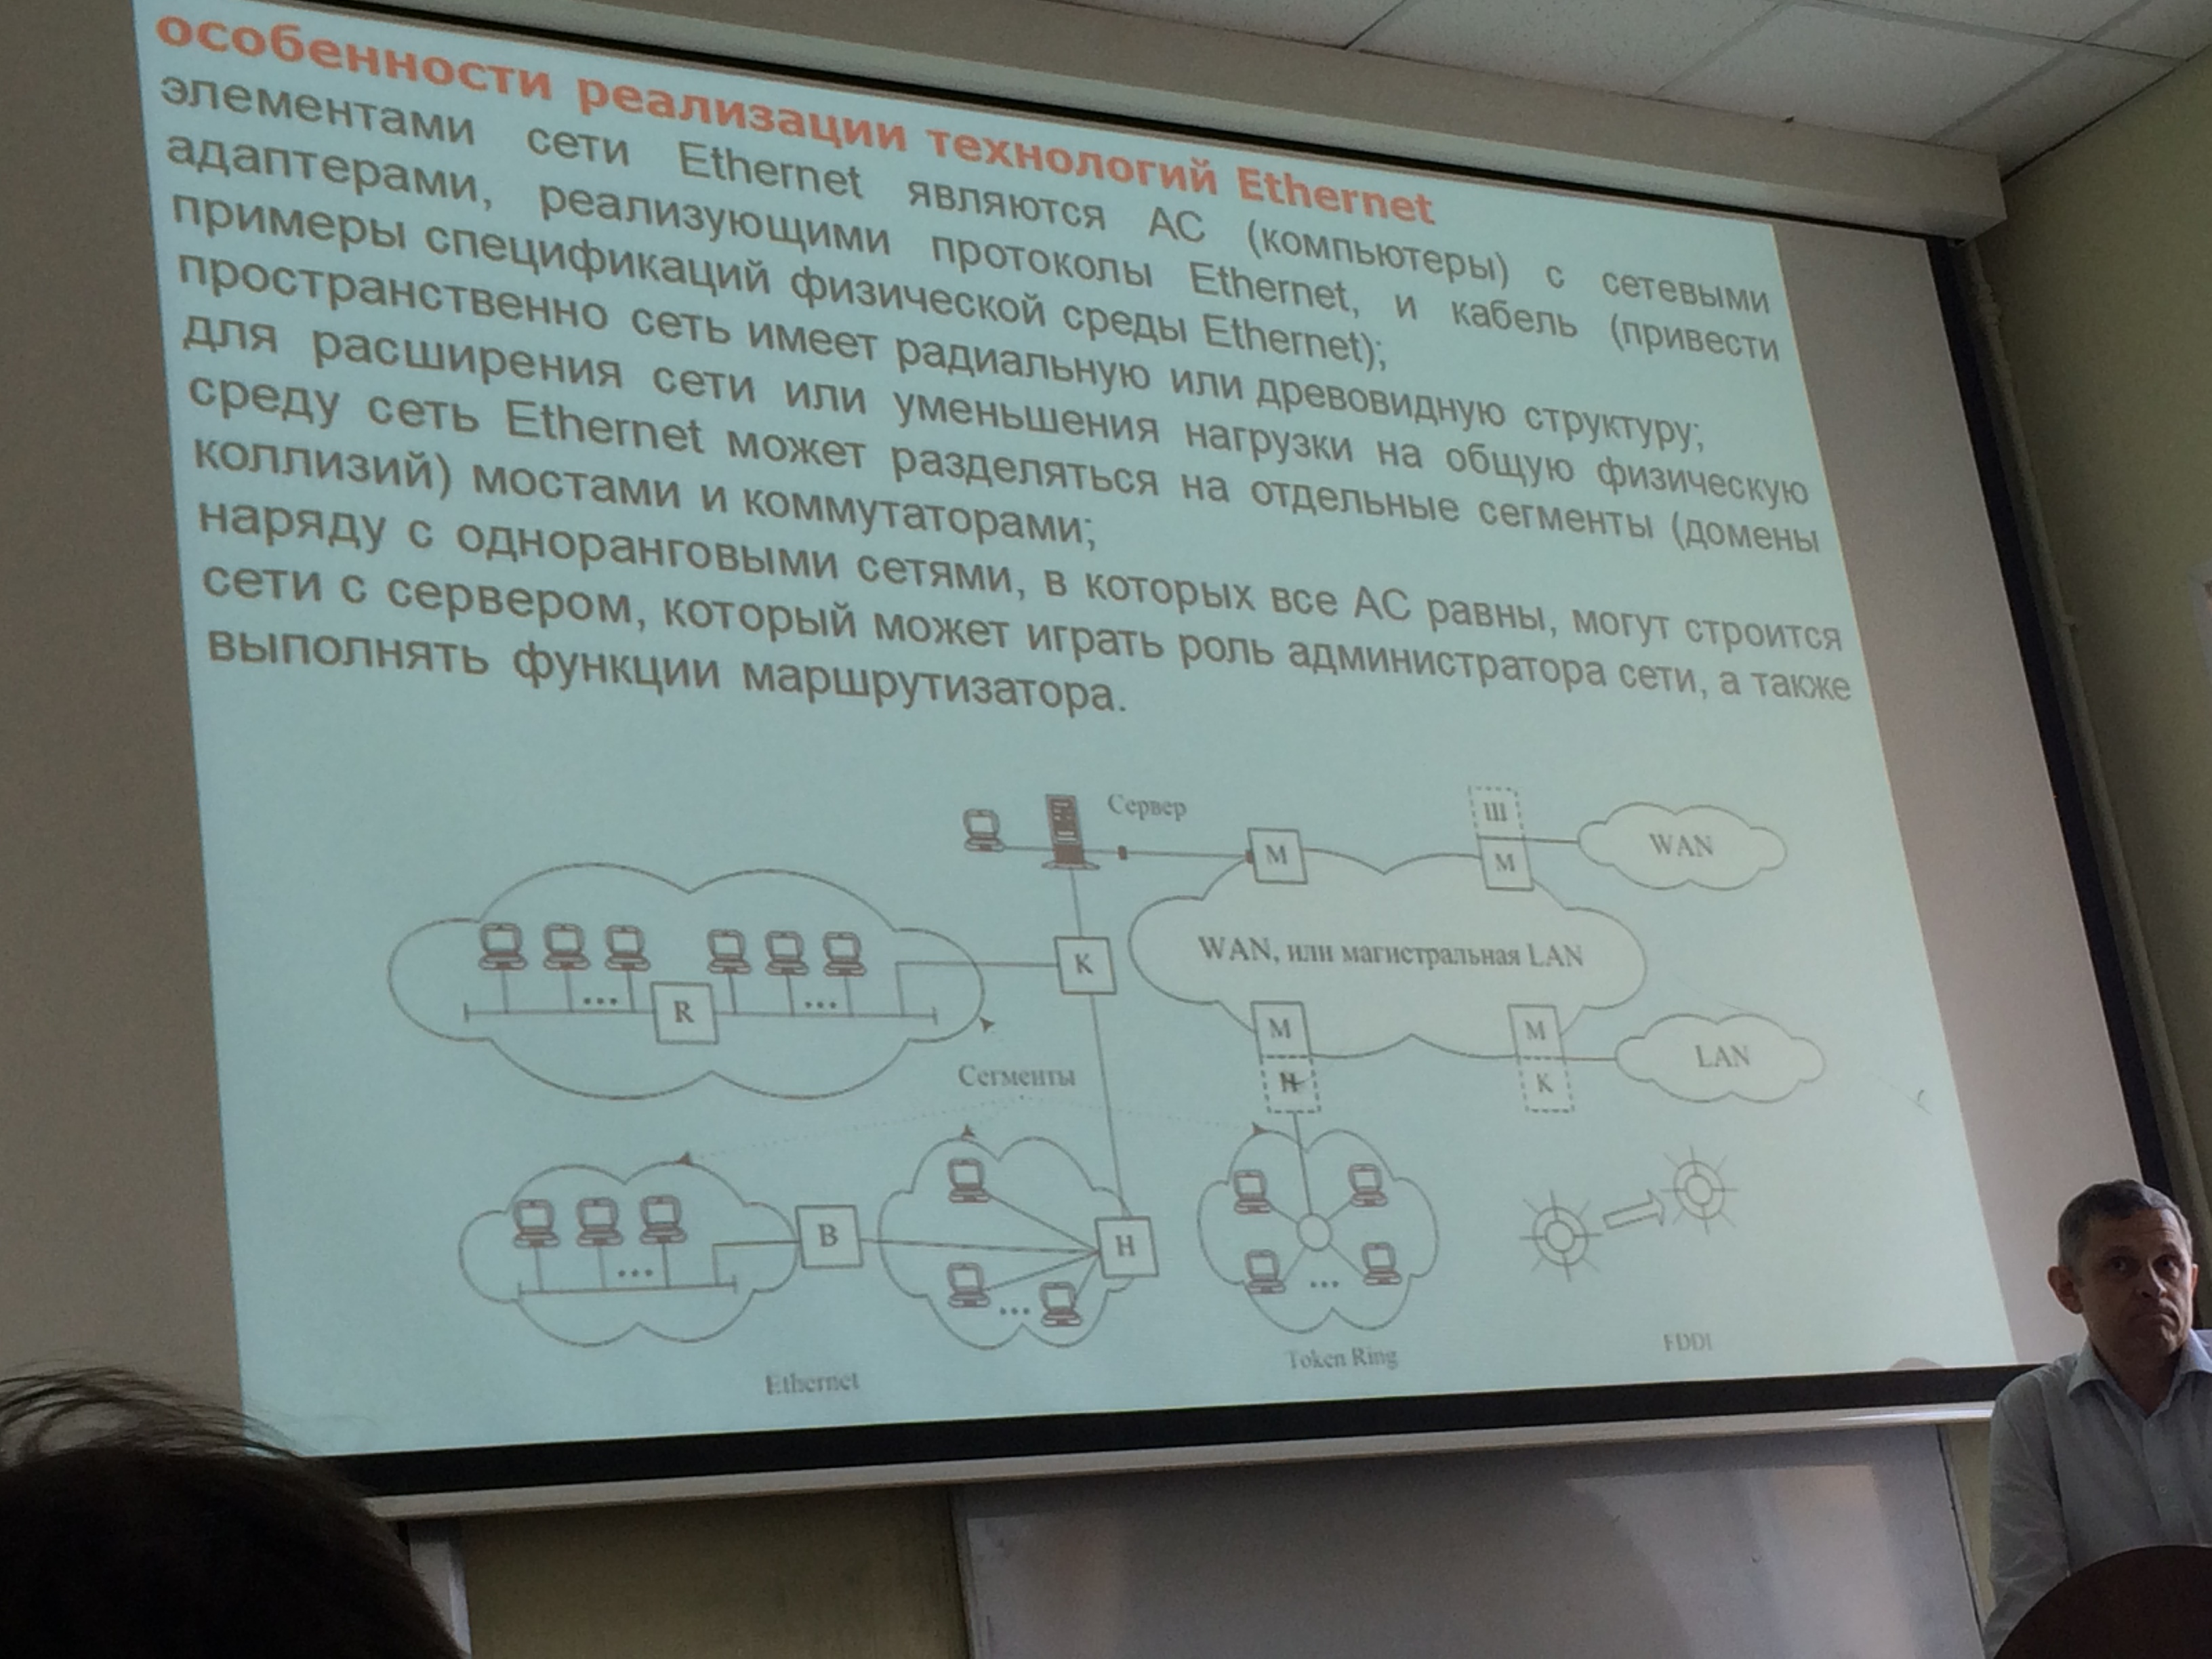 особенности реализации технологий Ethernet
элементами сети Ethernet являются АС (компьютеры) с сетевыми
адаптерами, реализующими протоколы Ethernet, и кабель (привести
примеры спецификаций физической среды Ethernet);
пространственно сеть имеет радиальную или древовидную структуру;
для расширения сети или уменьшения нагрузки на общую физическую
среду сеть Ethernet может разделяться на отдельные сегменты (домены
коллизий) мостами и коммутаторами;
наряду с одноранговыми сетями, в которых все АС равны, могут строится
сети с сервером, который может играть роль администратора сети, а также
выполнять функции маршрутизатора.
Сервер
Ш
М
М
WAN
К
WAN, или магистральная LAN
...
R
...
М
М
LAN
Сегменты
Н
К
...
В
...
Н
...
Ethernet
Token Ring
FDDI